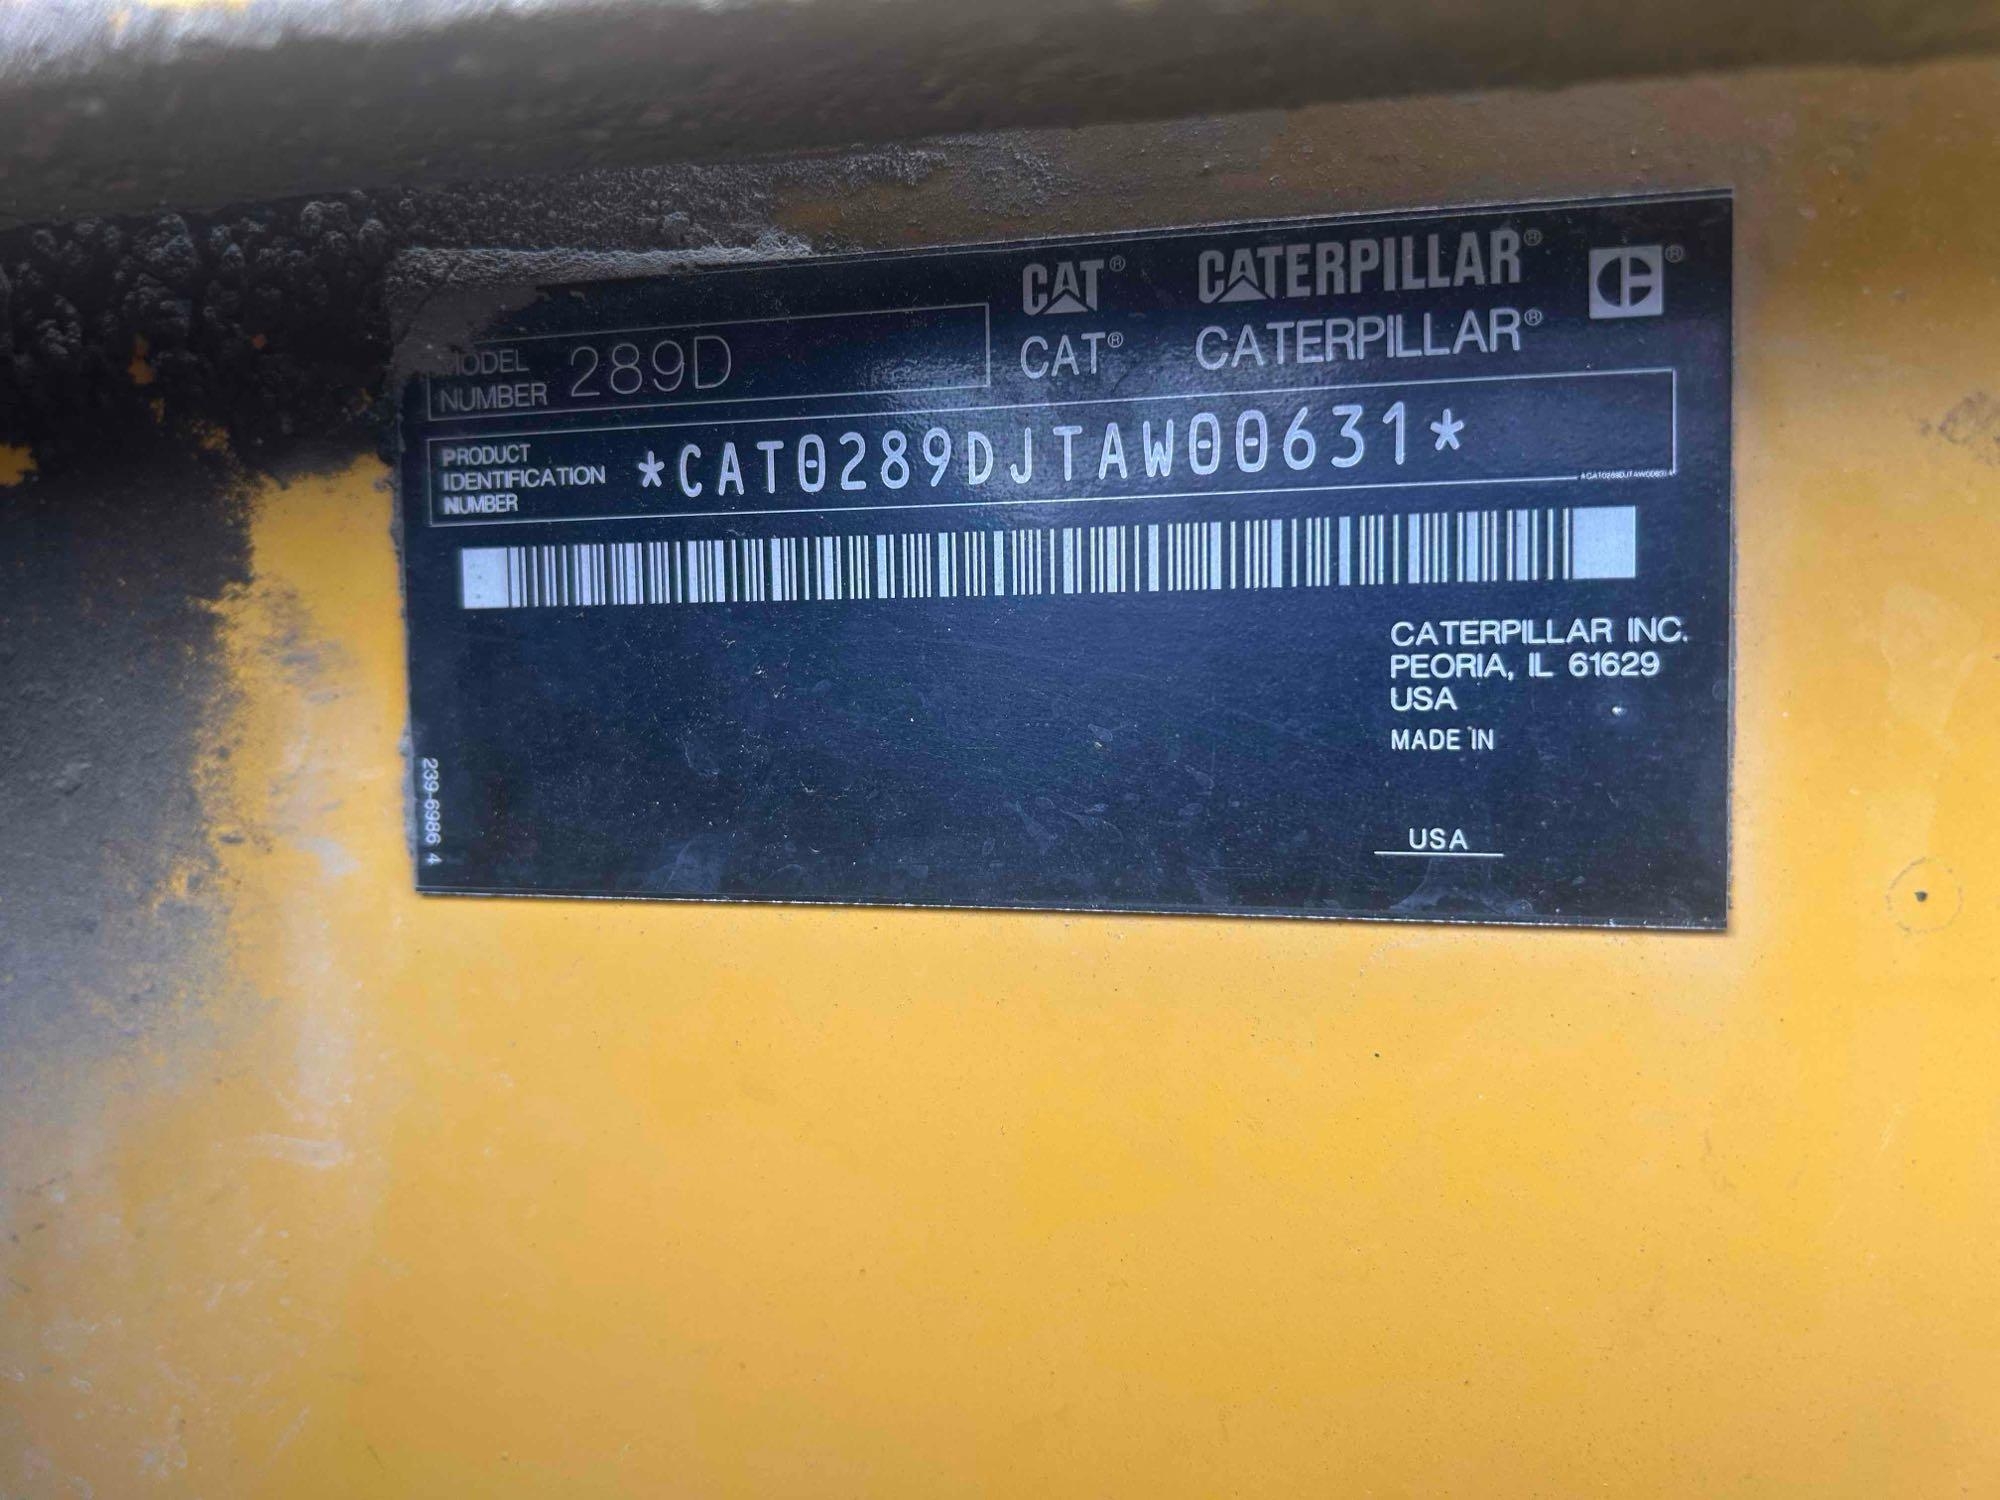 CAT® CATERPILLAR®
CAT® CATERPILLAR®
MODEL
NUMBER 289D
PRODUCT
IDENTIFICATION
NUMBER
*CAT0289DJTAW00631*
*CAT0289DJTAW00631*
CATERPILLAR INC.
PEORIA, IL 61629
USA
MADE IN
USA
239-6986 4